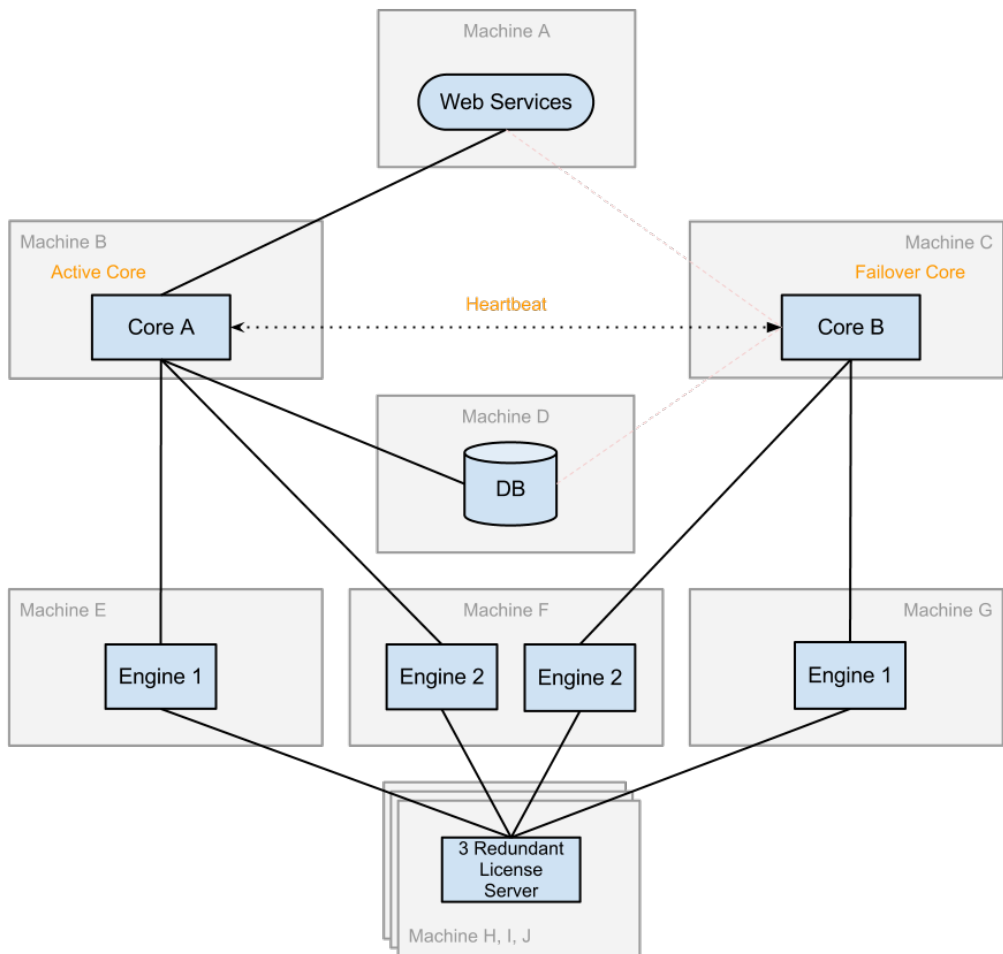 Machine A
Web Services
Machine B
Machine C
Active Core
Failover Core
Heartbeat
Core A
Core B
Machine D
DB
Machine E
Machine F
Machine G
Engine 1
Engine 2
Engine 2
Engine 1
3 Redundant
License
Server
Machine H, I, J